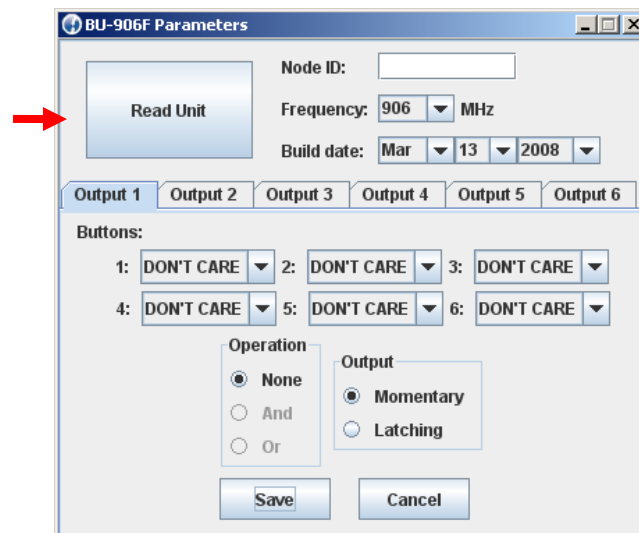 BU-906F Parameters
Read Unit
Node ID:
Frequency: 906 MHz
Build date: Mar 13 2008
Output 1 Output 2 Output 3 Output 4 Output 5 Output 6
Buttons:
1: DON'T CARE 2: DON'T CARE 3: DON'T CARE
4: DON'T CARE 5: DON'T CARE 6: DON'T CARE
Operation
None
And
Or
Output
Momentary
Latching
Save Cancel